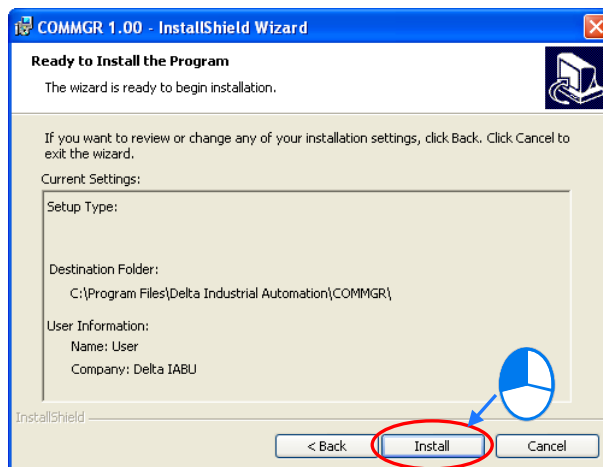 COMMGR 1.00 - InstallShield Wizard
Ready to Install the Program
The wizard is ready to begin installation.
If you want to review or change any of your installation settings, click Back. Click Cancel to
exit the wizard.
Current Settings:
Setup Type:
Destination Folder:
C:\Program Files\Delta Industrial Automation\COMMGR\
User Information:
Name: User
Company: Delta IABU
InstallShield
< Back Install Cancel